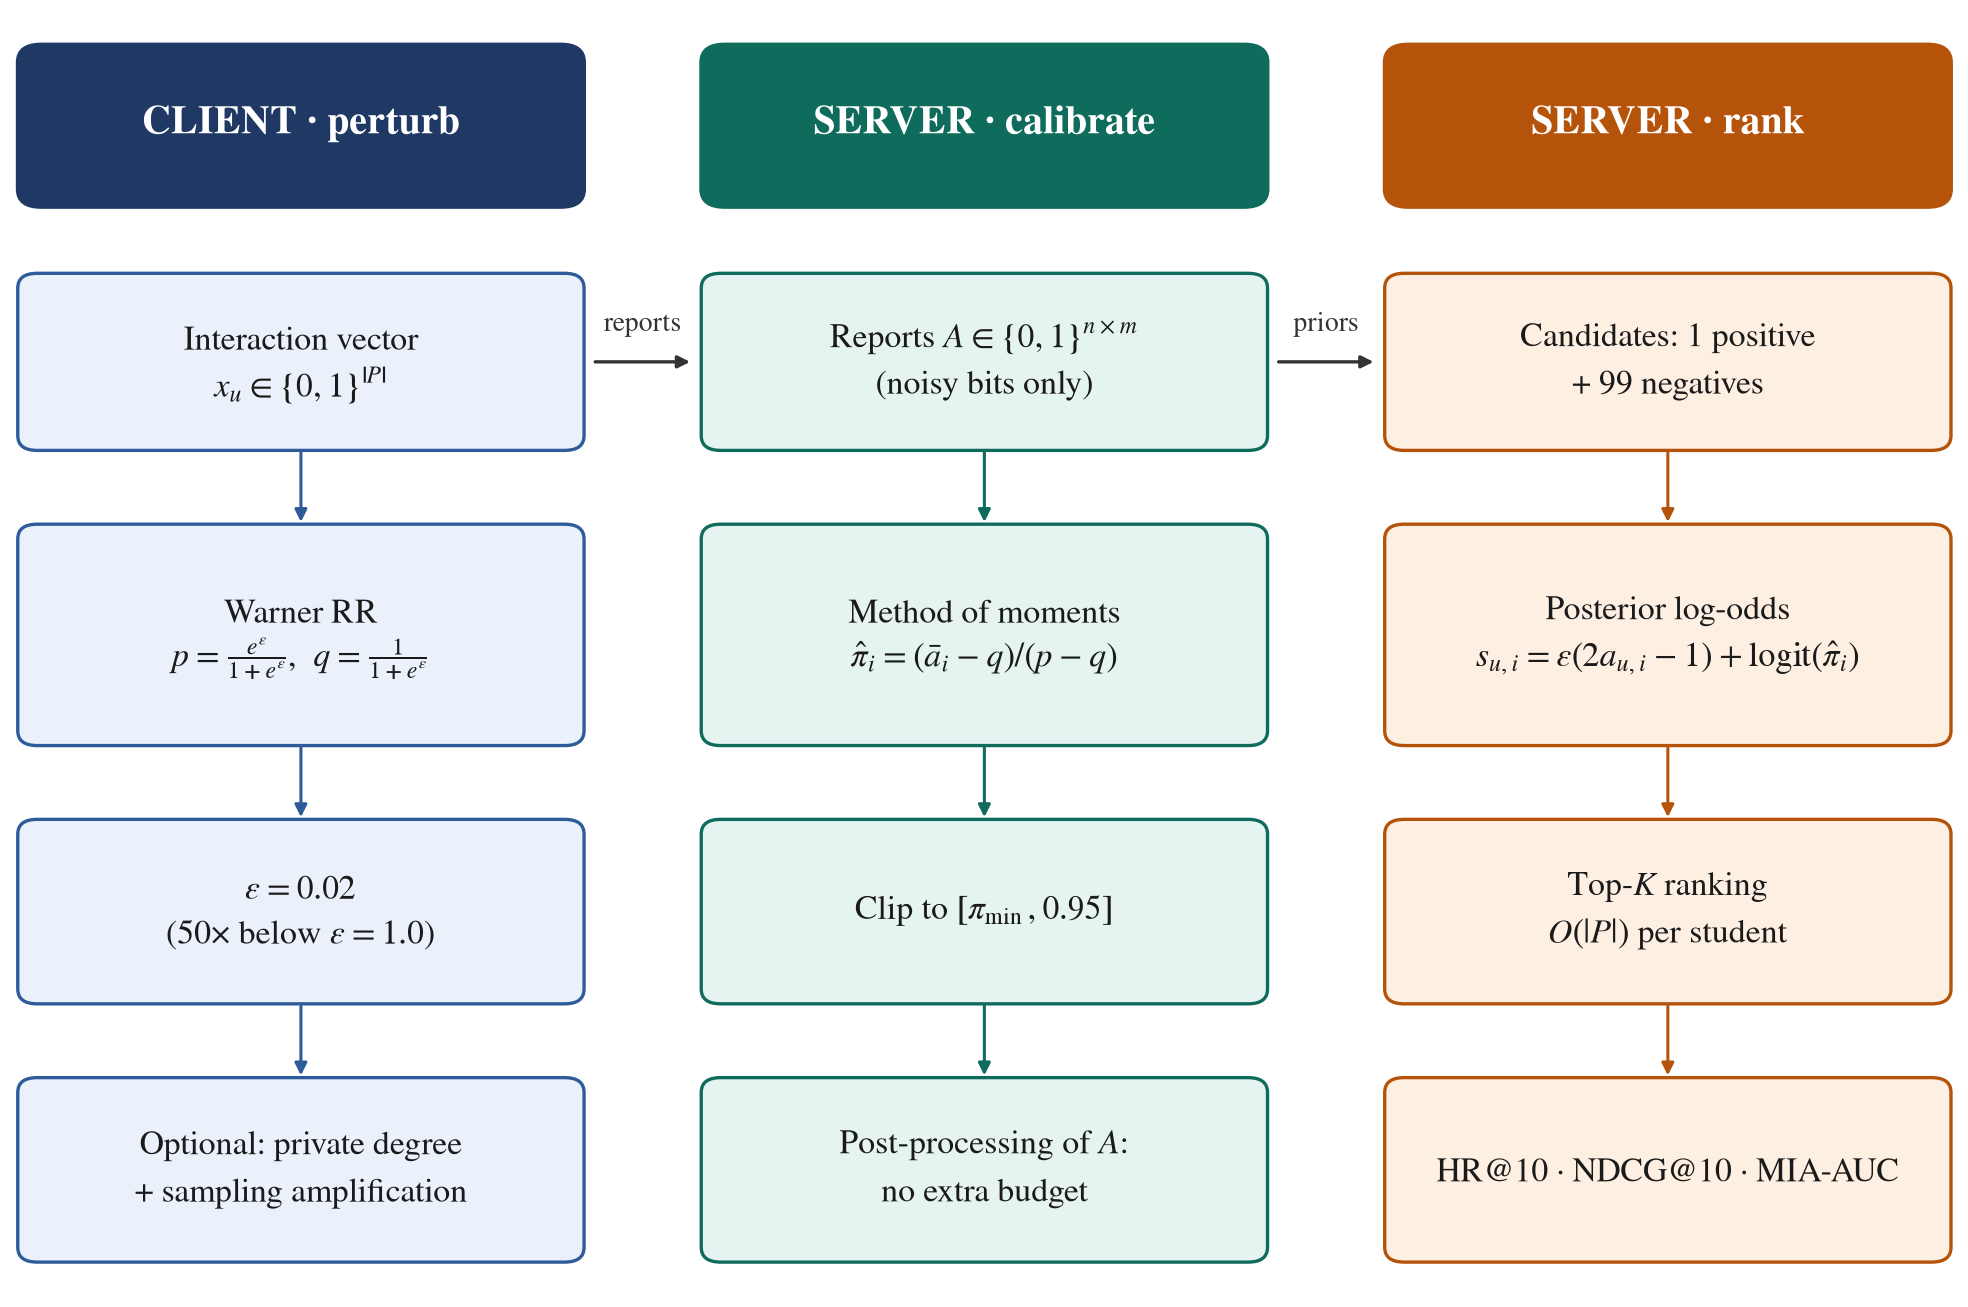 CLIENT · perturb
Interaction vector
x_u ∈ {0, 1}^|P|
Warner RR
p = e^ε / (1 + e^ε), q = 1 / (1 + e^ε)
ε = 0.02
(50× below ε = 1.0)
Optional: private degree
+ sampling amplification
reports
SERVER · calibrate
Reports A ∈ {0, 1}^{n × m}
(noisy bits only)
Method of moments
π̂_i = (ā_i − q)/(p − q)
Clip to [π_min , 0.95]
Post-processing of A:
no extra budget
priors
SERVER · rank
Candidates: 1 positive
+ 99 negatives
Posterior log-odds
s_{u, i} = ε(2a_{u, i} − 1) + logit(π̂_i)
Top-K ranking
O(|P|) per student
HR@10 · NDCG@10 · MIA-AUC